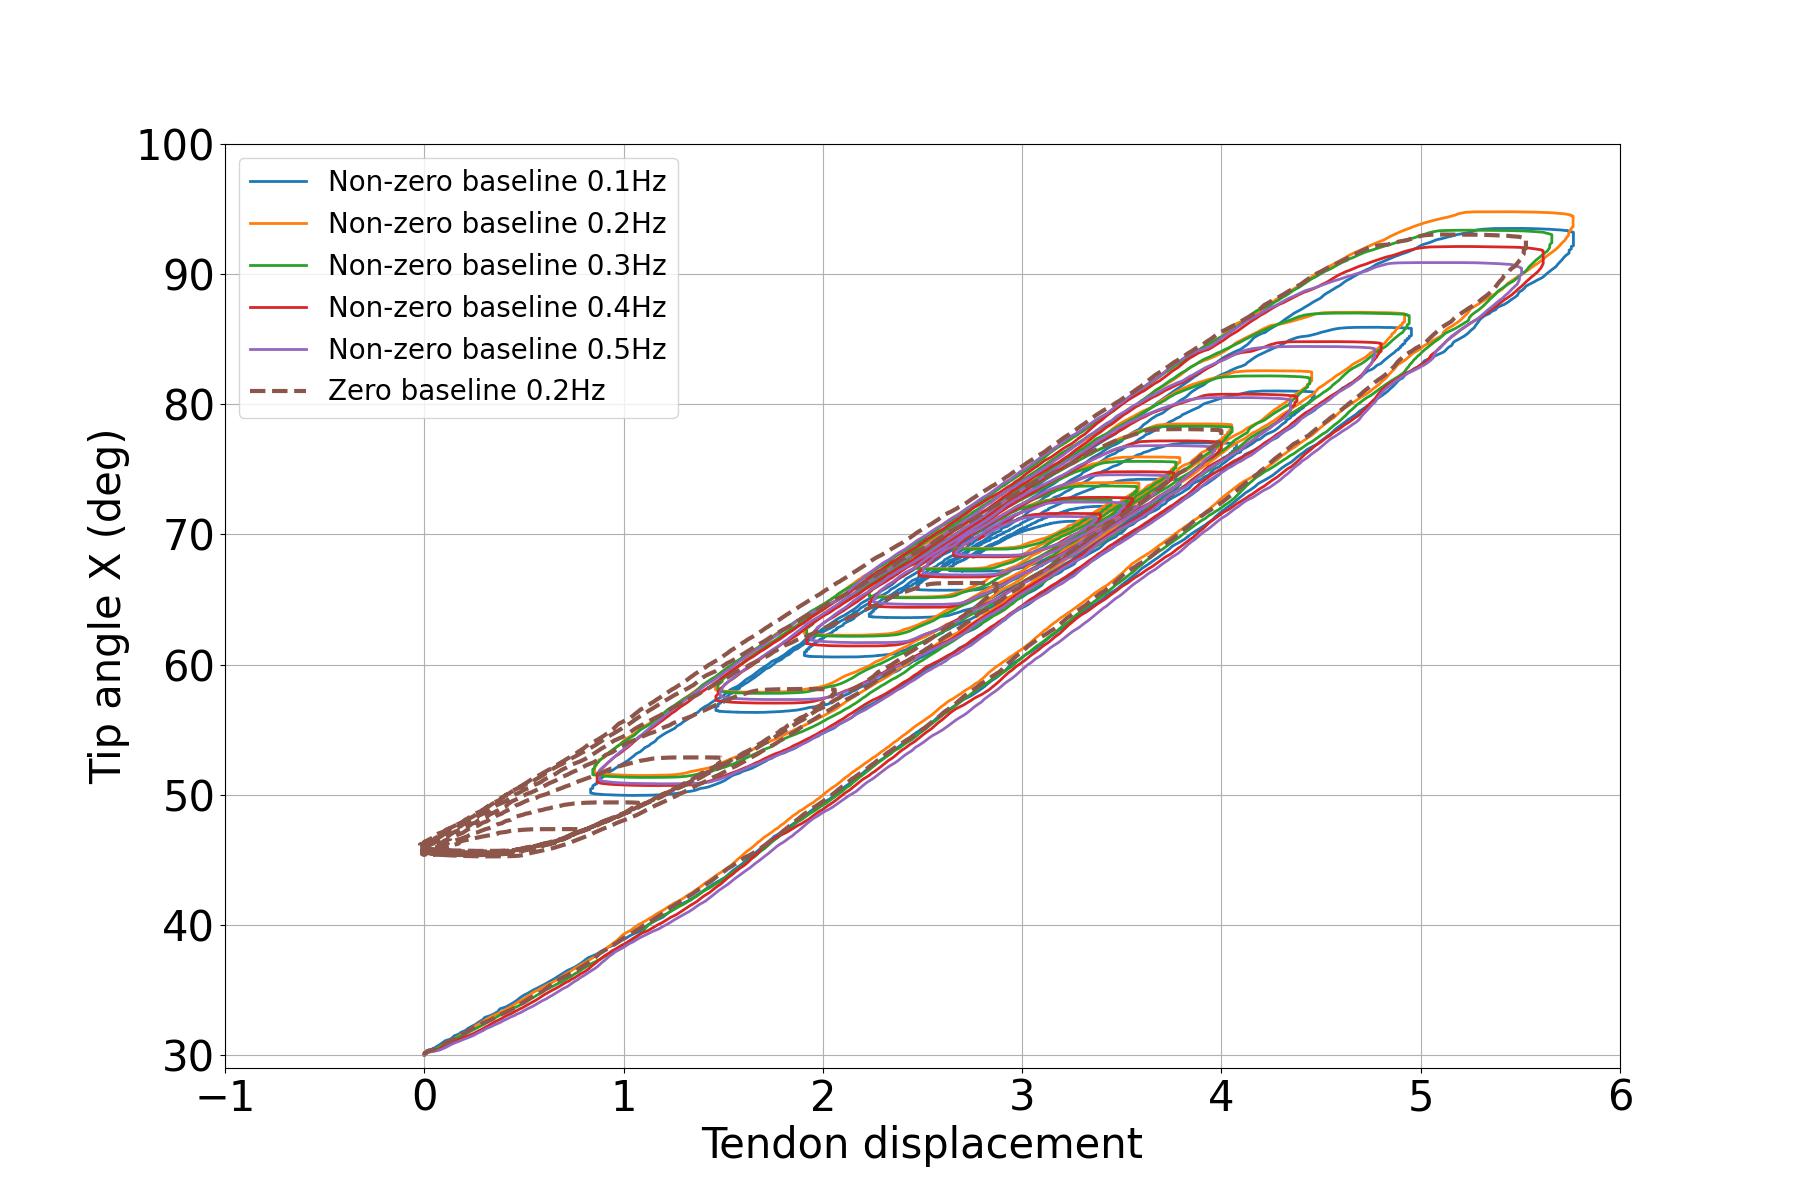 100
90
80
70
60
50
40
30
Tip angle X (deg)
Non-zero baseline 0.1Hz
Non-zero baseline 0.2Hz
Non-zero baseline 0.3Hz
Non-zero baseline 0.4Hz
Non-zero baseline 0.5Hz
Zero baseline 0.2Hz
−1 0 1 2 3 4 5 6
Tendon displacement